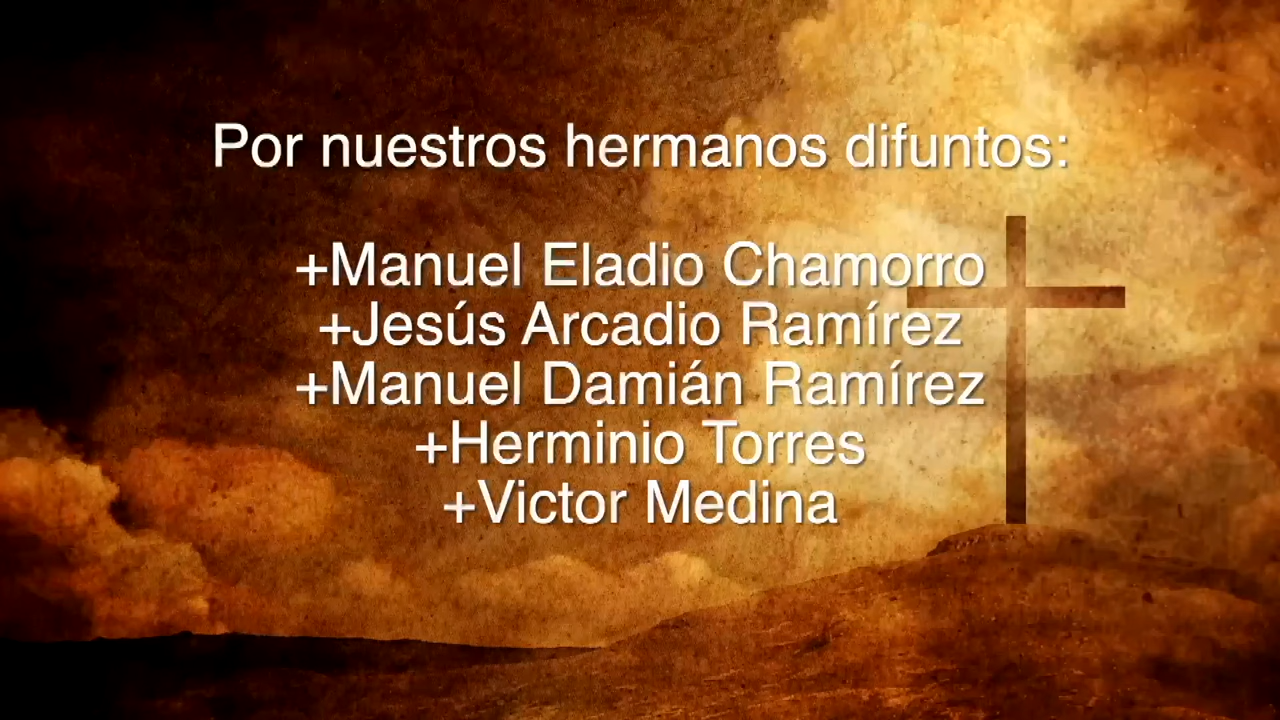 Por nuestros hermanos difuntos:
+Manuel Eladio Chamorro
+Jesús Arcadio Ramírez
+Manuel Damián Ramírez
+Herminio Torres
+Victor Medina